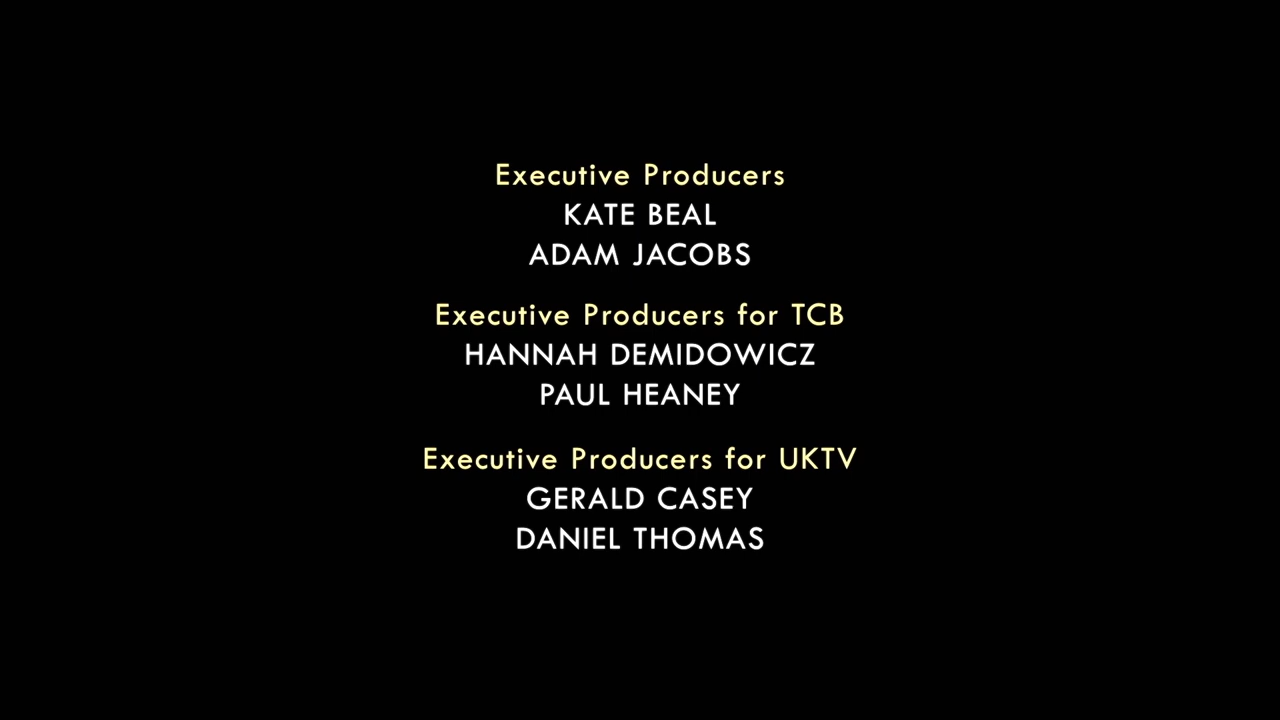 Executive Producers
KATE BEAL
ADAM JACOBS
Executive Producers for TCB
HANNAH DEMIDOWICZ
PAUL HEANEY
Executive Producers for UKTV
GERALD CASEY
DANIEL THOMAS